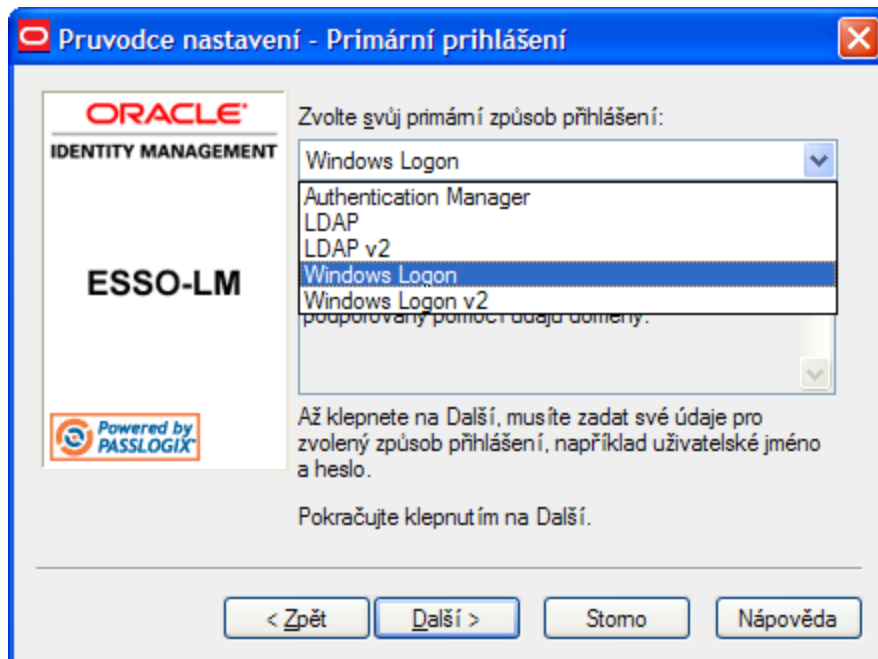 Pruvodce nastavení - Primární prihlášení
ORACLE
IDENTITY MANAGEMENT
ESSO-LM
Powered by
PASSLOGIX
Zvolte svůj primární způsob přihlášení:
Windows Logon
Authentication Manager
LDAP
LDAP v2
Windows Logon
Windows Logon v2
podporovány pomocí údajů domény.
Až klepnete na Další, musíte zadat své údaje pro
zvolený způsob přihlášení, například uživatelské jméno
a heslo.
Pokračujte klepnutím na Další.
< Zpět
Další >
Storno
Nápověda